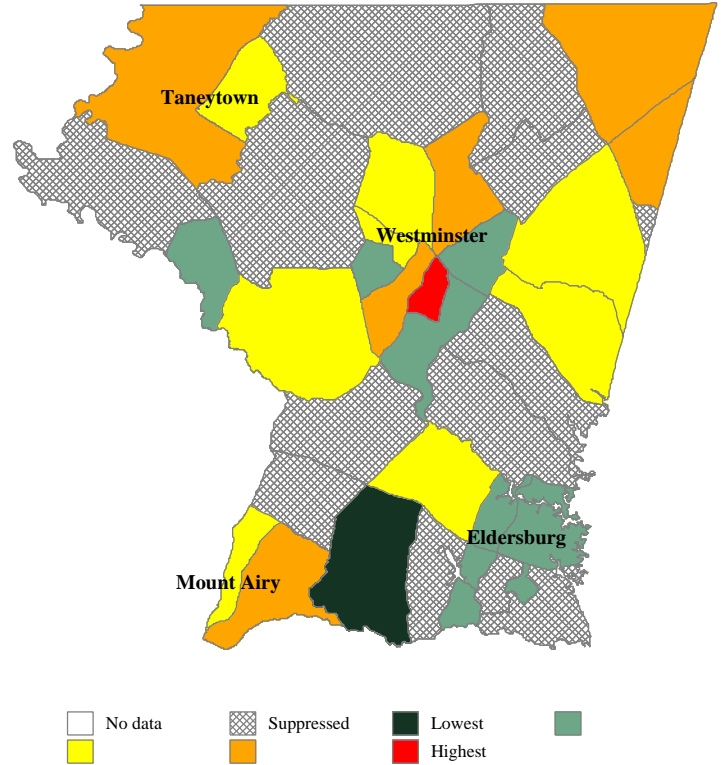 Taneytown
Westminster
Eldersburg
Mount Airy
No data Suppressed Lowest
Highest